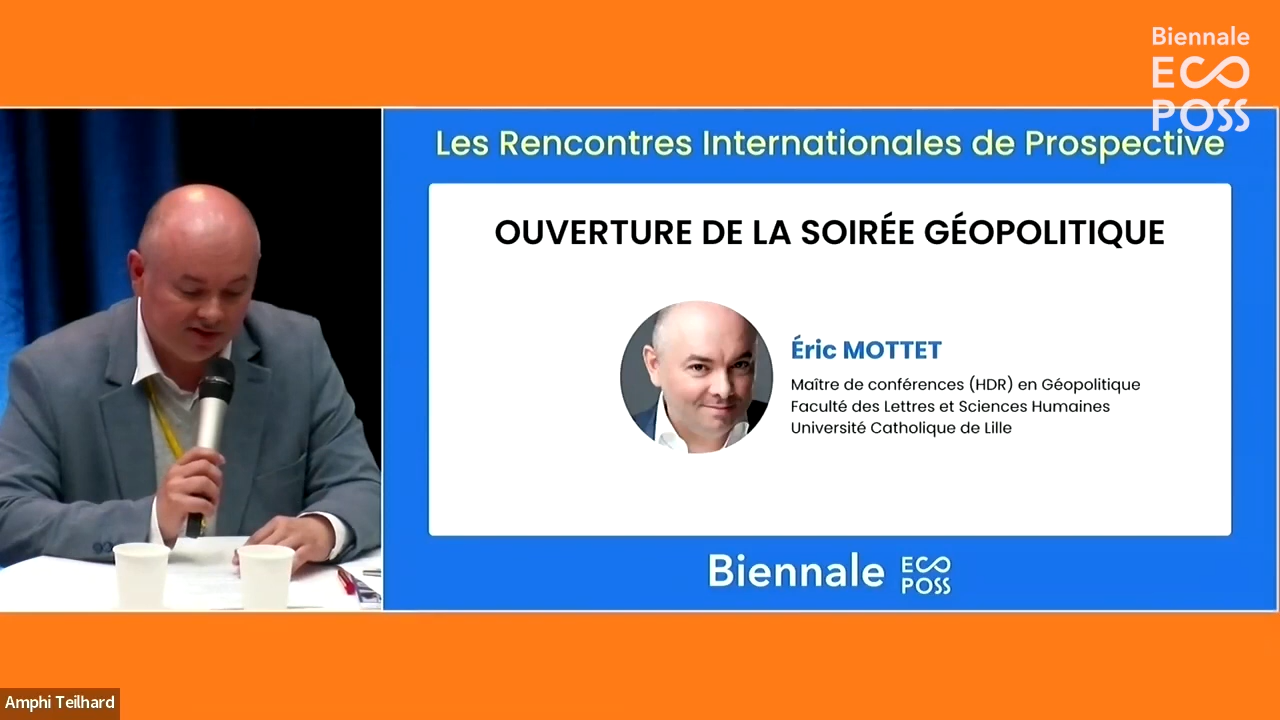 Biennale
ECO
POSS
Les Rencontres Internationales de Prospective
OUVERTURE DE LA SOIRÉE GÉOPOLITIQUE
Éric MOTTET
Maître de conférences (HDR) en Géopolitique
Faculté des Lettres et Sciences Humaines
Université Catholique de Lille
Biennale ECO
POSS
Amphi Teilhard